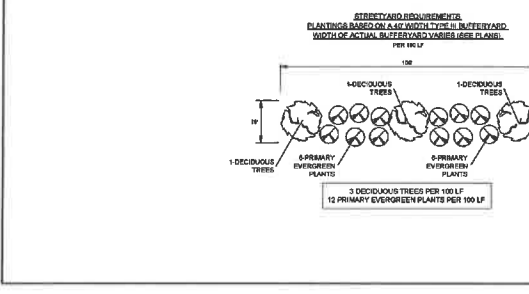 STREETYARD REQUIREMENTS
PLANTINGS BASED ON A 40' WIDTH TYPE III BUFFERYARD
WIDTH OF ACTUAL BUFFERYARD VARIES (SEE PLANS)
PER 100 LF
100'
1-DECIDUOUS
TREES
1-DECIDUOUS
TREES
1-DECIDUOUS
TREES
6-PRIMARY
EVERGREEN
PLANTS
6-PRIMARY
EVERGREEN
PLANTS
3 DECIDUOUS TREES PER 100 LF
12 PRIMARY EVERGREEN PLANTS PER 100 LF